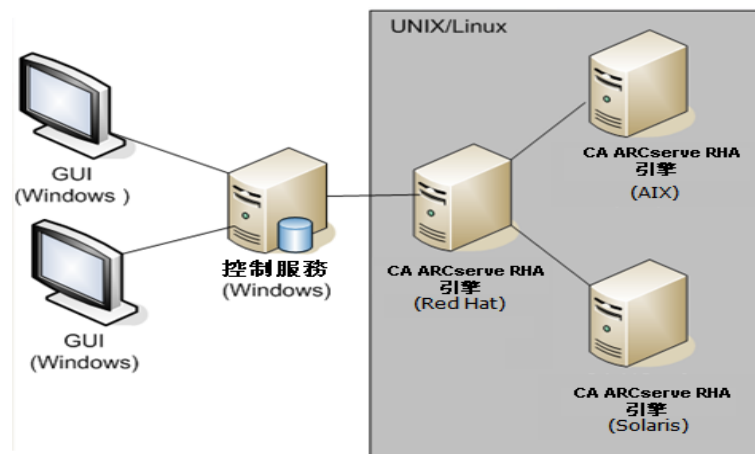 UNIX/Linux
GUI
(Windows )
GUI
(Windows)
控制服務
(Windows)
CA ARCserve RHA
引擎
(Red Hat)
CA ARCserve RHA
引擎
(AIX)
CA ARCserve RHA
引擎
(Solaris)